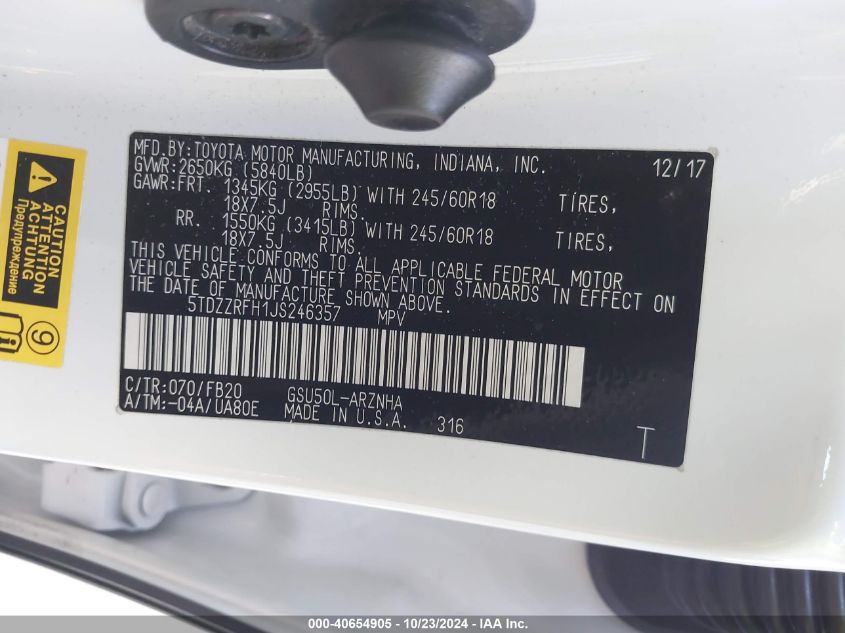 MFD. BY: TOYOTA MOTOR MANUFACTURING, INDIANA, INC. 12/17
GVWR: 2650KG (5840LB)
GAWR: FRT. 1345KG (2955LB) WITH 245/60R18 TIRES,
18X7.5J RIMS.
RR. 1550KG (3415LB) WITH 245/60R18 TIRES,
18X7.5J RIMS.
THIS VEHICLE CONFORMS TO ALL APPLICABLE FEDERAL MOTOR
VEHICLE SAFETY AND THEFT PREVENTION STANDARDS IN EFFECT ON
THE DATE OF MANUFACTURE SHOWN ABOVE.
5TDZZRFH1JS246357 MPV
C/TR: 070/FB20 GSU50L-ARZNHA
A/TM: -04A/UA80E MADE IN U.S.A. 316
T
CAUTION
ATTENTION
ACHTUNG
Предупреждение
9
000-40654905 - 10/23/2024 - IAA Inc.